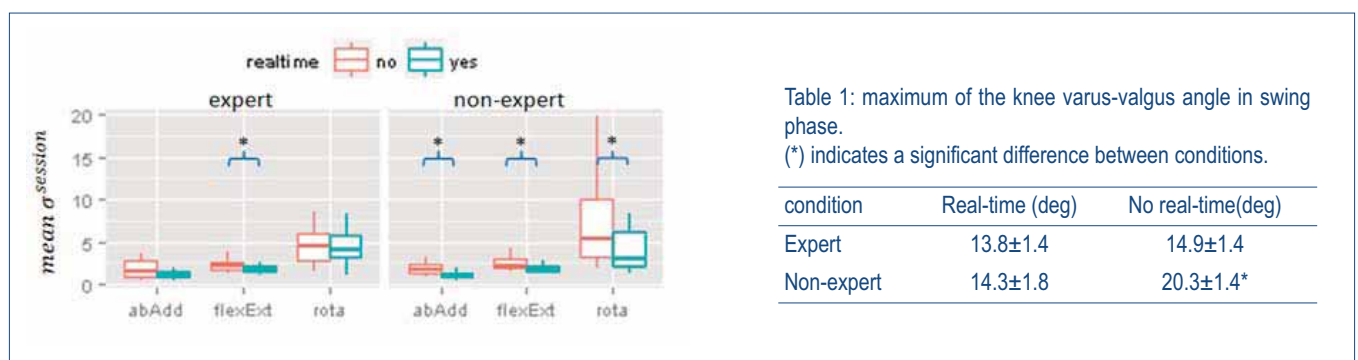 realtime no yes
expert non-expert
mean σ^session
20
15
10
5
0
* * * *
abAdd flexExt rota abAdd flexExt rota
Table 1: maximum of the knee varus-valgus angle in swing
phase.
(*) indicates a significant difference between conditions.
condition Real-time (deg) No real-time(deg)
Expert 13.8±1.4 14.9±1.4
Non-expert 14.3±1.8 20.3±1.4*